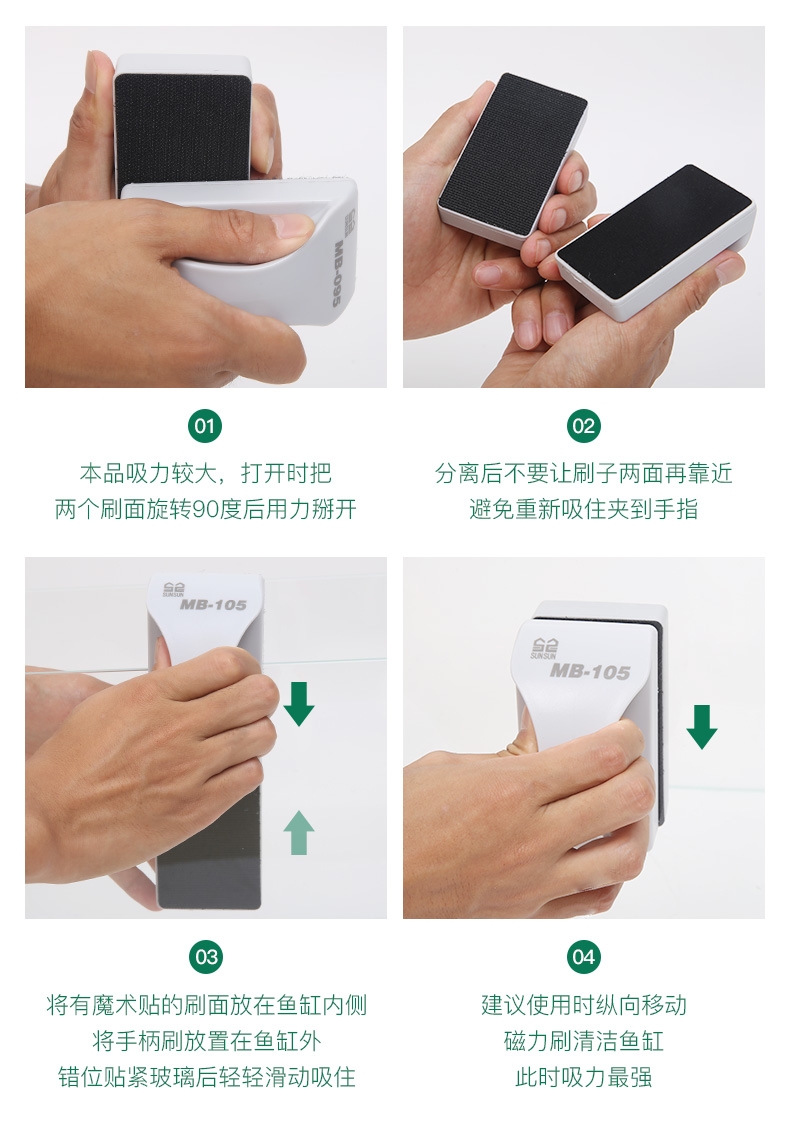 MB-095
01
本品吸力较大，打开时把
两个刷面旋转90度后用力掰开
02
分离后不要让刷子两面再靠近
避免重新吸住夹到手指
SUNSUN
MB-105
03
将有魔术贴的刷面放在鱼缸内侧
将手柄刷放置在鱼缸外
错位贴紧玻璃后轻轻滑动吸住
SUNSUN
MB-105
04
建议使用时纵向移动
磁力刷清洁鱼缸
此时吸力最强